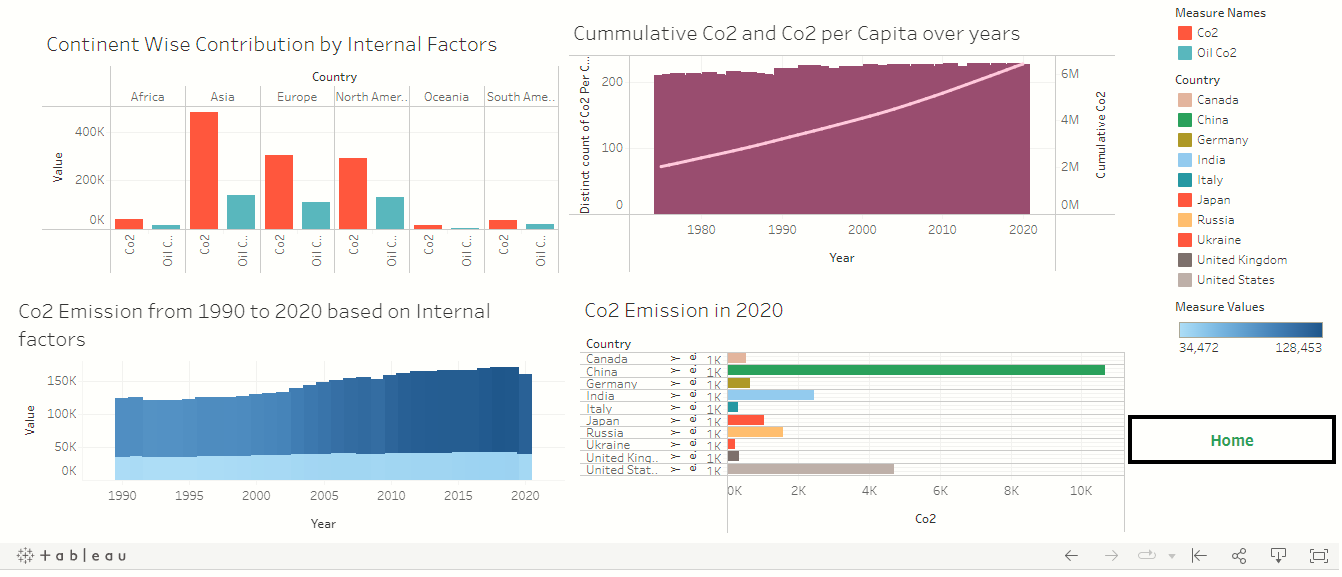 Continent Wise Contribution by Internal Factors
Country
Africa
Asia
Europe
North Amer..
Oceania
South Ame..
Value
400K
200K
0K
Co2
Oil C..
Co2
Oil C..
Co2
Oil C..
Co2
Oil C..
Co2
Oil C..
Co2
Oil C..
Cummulative Co2 and Co2 per Capita over years
Distinct count of Co2 Per C...
200
100
0
6M
4M
2M
0M
Cumulative Co2
1980
1990
2000
2010
2020
Year
Co2 Emission from 1990 to 2020 based on Internal
factors
Value
150K
100K
50K
0K
1990
1995
2000
2005
2010
2015
2020
Year
Co2 Emission in 2020
Country
Canada
1K
China
1K
Germany
1K
India
1K
Italy
1K
Japan
1K
Russia
1K
Ukraine
1K
United King..
1K
United Stat..
1K
0K
2K
4K
6K
8K
10K
Co2
Measure Names
Co2
Oil Co2
Country
Canada
China
Germany
India
Italy
Japan
Russia
Ukraine
United Kingdom
United States
Measure Values
34,472
128,453
Home
+ a b l e a u